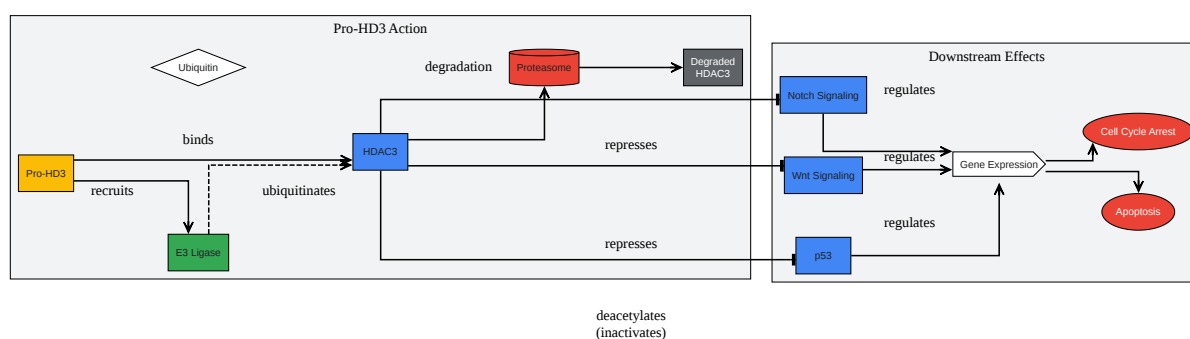 Pro-HD3 Action
Downstream Effects
Ubiquitin
degradation
Proteasome
Degraded
HDAC3
Notch Signaling
regulates
binds
HDAC3
represses
Cell Cycle Arrest
Pro-HD3
recruits
ubiquitinates
Wnt Signaling
regulates
Gene Expression
Apoptosis
E3 Ligase
represses
regulates
p53
deacetylates
(inactivates)